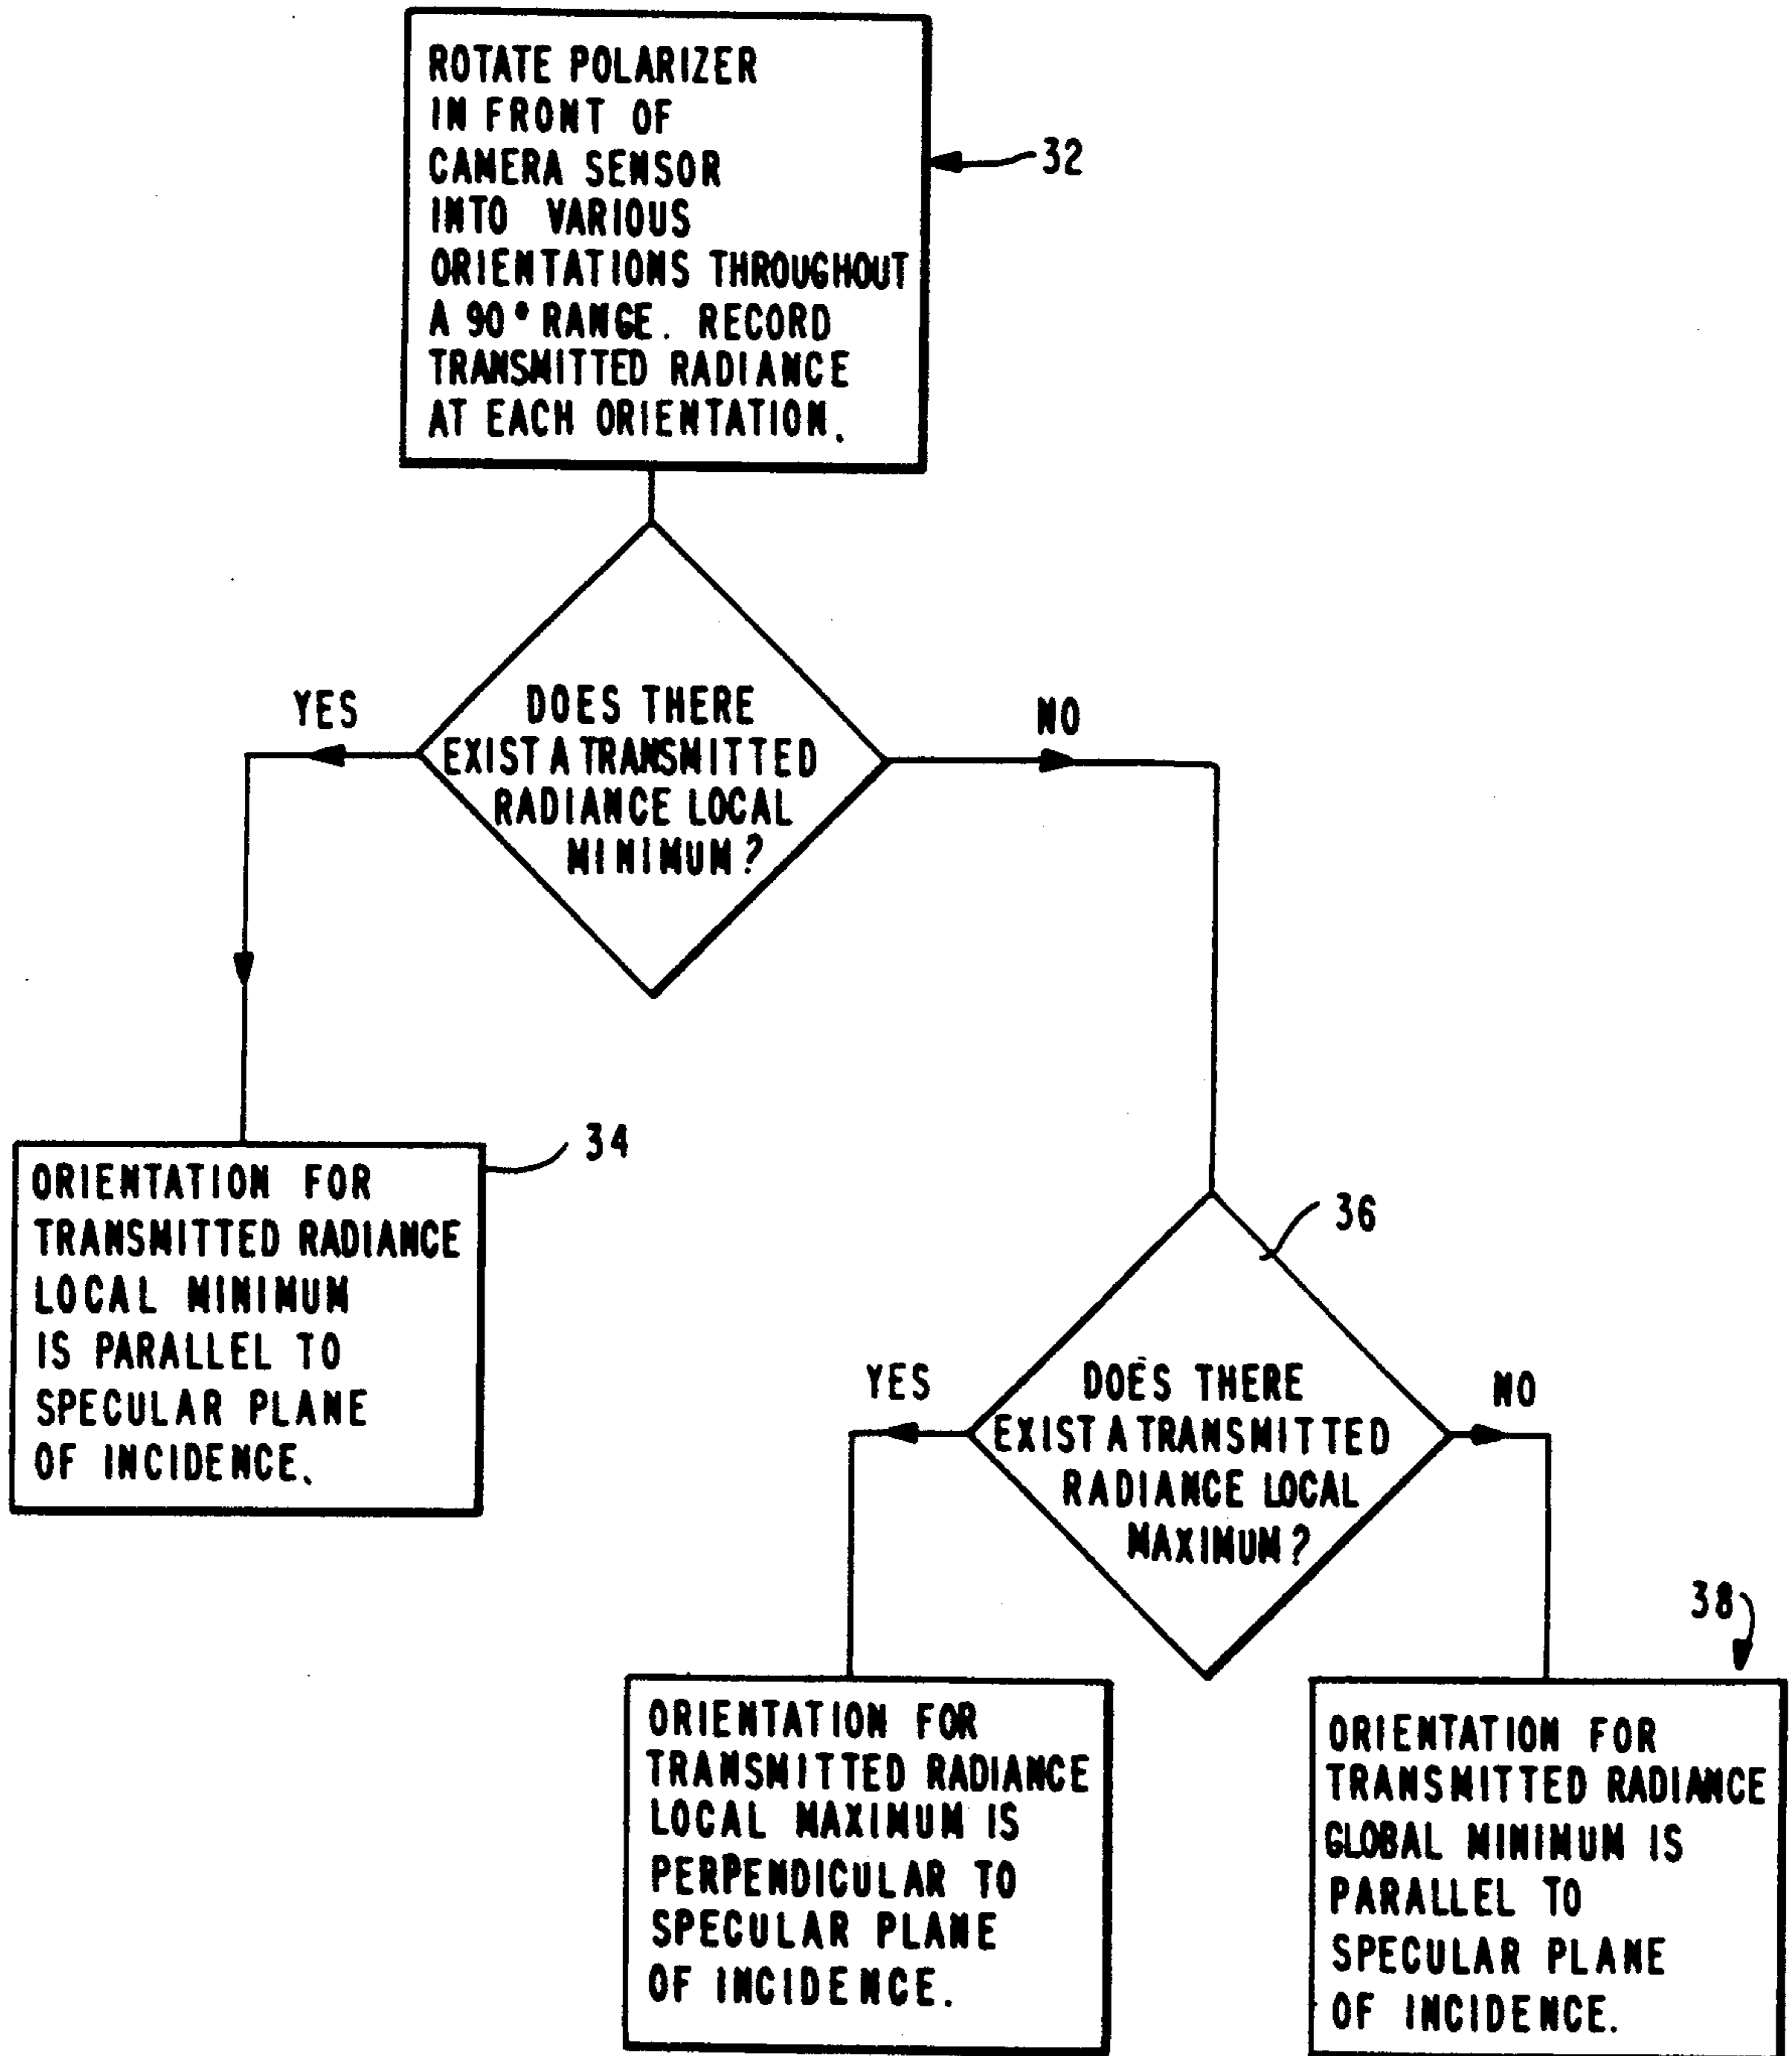 ROTATE POLARIZER
IN FRONT OF
CAMERA SENSOR
INTO VARIOUS
ORIENTATIONS THROUGHOUT
A 90° RANGE. RECORD
TRANSMITTED RADIANCE
AT EACH ORIENTATION.
32
YES
DOES THERE
EXIST A TRANSMITTED
RADIANCE LOCAL
MINIMUM?
NO
34
ORIENTATION FOR
TRANSMITTED RADIANCE
LOCAL MINIMUM
IS PARALLEL TO
SPECULAR PLANE
OF INCIDENCE.
36
YES
DOES THERE
EXIST A TRANSMITTED
RADIANCE LOCAL
MAXIMUM?
NO
38
ORIENTATION FOR
TRANSMITTED RADIANCE
LOCAL MAXIMUM IS
PERPENDICULAR TO
SPECULAR PLANE
OF INCIDENCE.
ORIENTATION FOR
TRANSMITTED RADIANCE
GLOBAL MINIMUM IS
PARALLEL TO
SPECULAR PLANE
OF INCIDENCE.